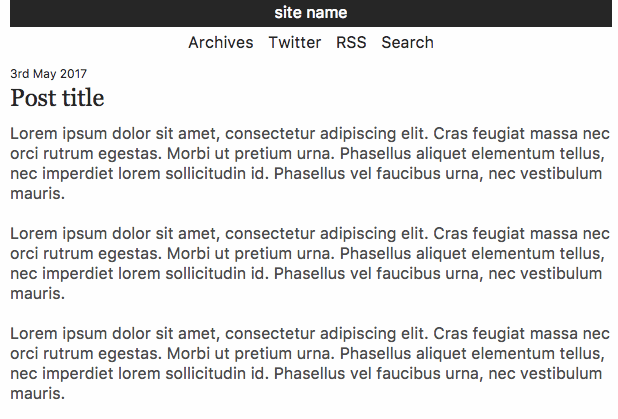 site name
Archives Twitter RSS Search
3rd May 2017
Post title
Lorem ipsum dolor sit amet, consectetur adipiscing elit. Cras feugiat massa nec
orci rutrum egestas. Morbi ut pretium urna. Phasellus aliquet elementum tellus,
nec imperdiet lorem sollicitudin id. Phasellus vel faucibus urna, nec vestibulum
mauris.
Lorem ipsum dolor sit amet, consectetur adipiscing elit. Cras feugiat massa nec
orci rutrum egestas. Morbi ut pretium urna. Phasellus aliquet elementum tellus,
nec imperdiet lorem sollicitudin id. Phasellus vel faucibus urna, nec vestibulum
mauris.
Lorem ipsum dolor sit amet, consectetur adipiscing elit. Cras feugiat massa nec
orci rutrum egestas. Morbi ut pretium urna. Phasellus aliquet elementum tellus,
nec imperdiet lorem sollicitudin id. Phasellus vel faucibus urna, nec vestibulum
mauris.